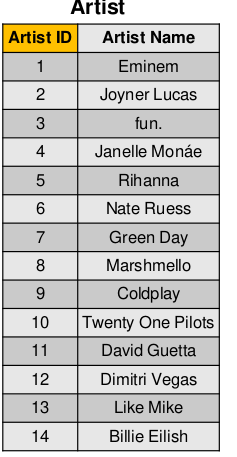 Artist
Artist ID Artist Name
1 Eminem
2 Joyner Lucas
3 fun.
4 Janelle Monáe
5 Rihanna
6 Nate Ruess
7 Green Day
8 Marshmello
9 Coldplay
10 Twenty One Pilots
11 David Guetta
12 Dimitri Vegas
13 Like Mike
14 Billie Eilish